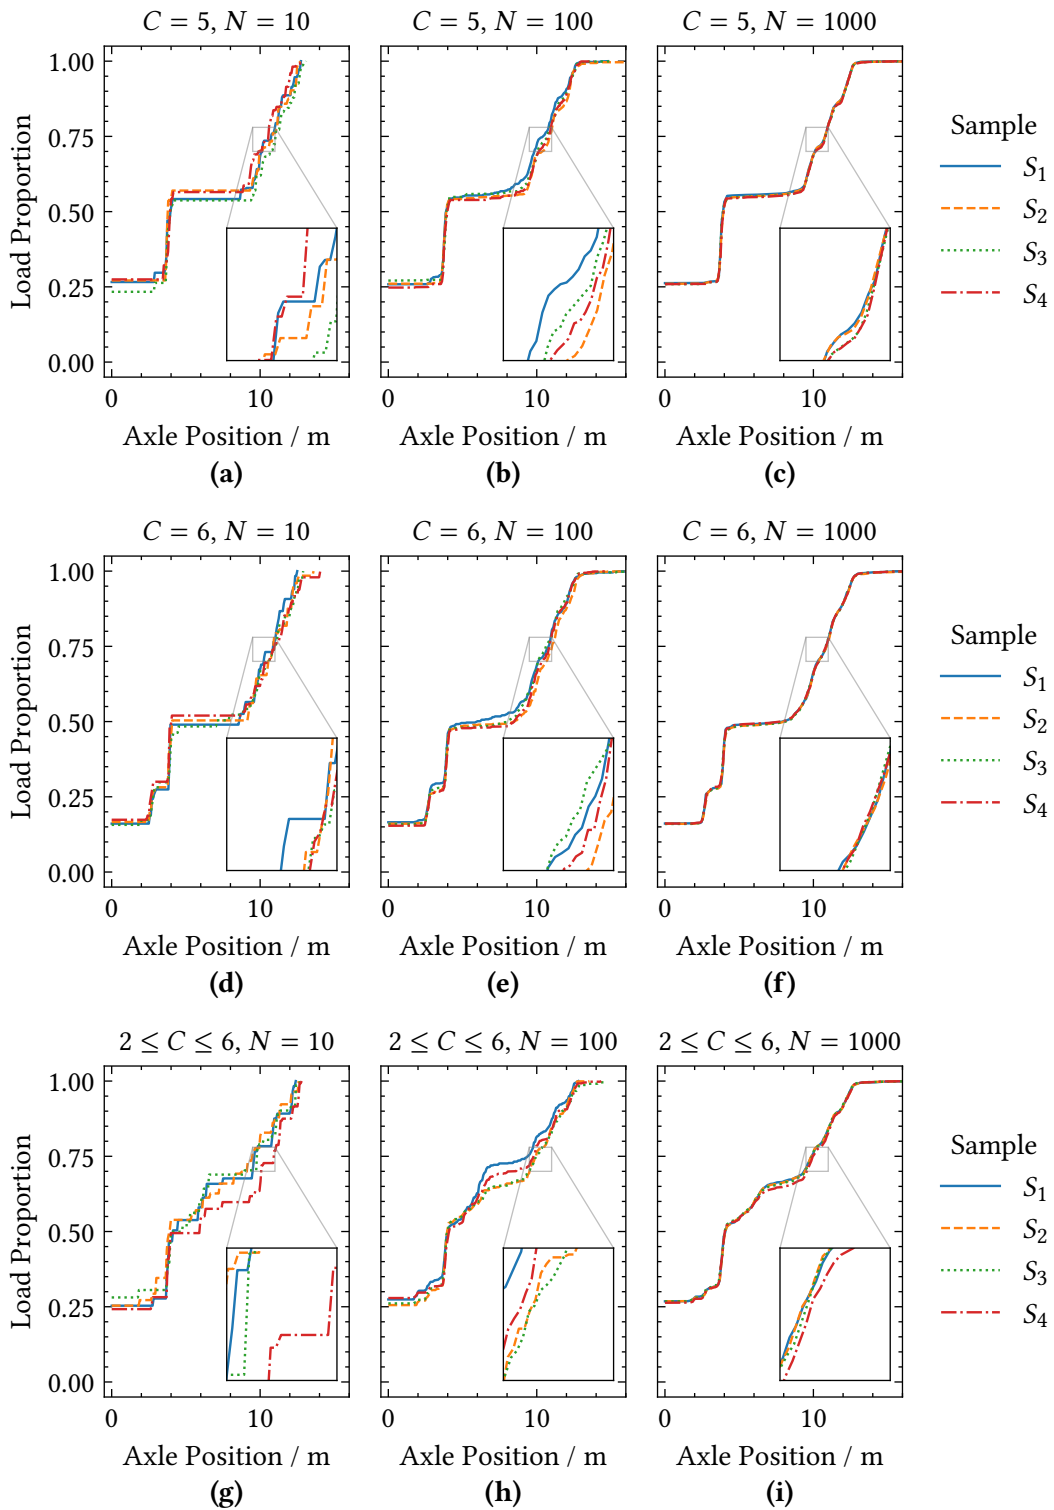 C = 5, N = 10
C = 5, N = 100
C = 5, N = 1000
1.00
0.75
0.50
0.25
0.00
Load Proportion
0 10
0 10
0 10
Axle Position / m
Axle Position / m
Axle Position / m
(a)
(b)
(c)
Sample
S1
S2
S3
S4
C = 6, N = 10
C = 6, N = 100
C = 6, N = 1000
1.00
0.75
0.50
0.25
0.00
Load Proportion
0 10
0 10
0 10
Axle Position / m
Axle Position / m
Axle Position / m
(d)
(e)
(f)
Sample
S1
S2
S3
S4
2 ≤ C ≤ 6, N = 10
2 ≤ C ≤ 6, N = 100
2 ≤ C ≤ 6, N = 1000
1.00
0.75
0.50
0.25
0.00
Load Proportion
0 10
0 10
0 10
Axle Position / m
Axle Position / m
Axle Position / m
(g)
(h)
(i)
Sample
S1
S2
S3
S4